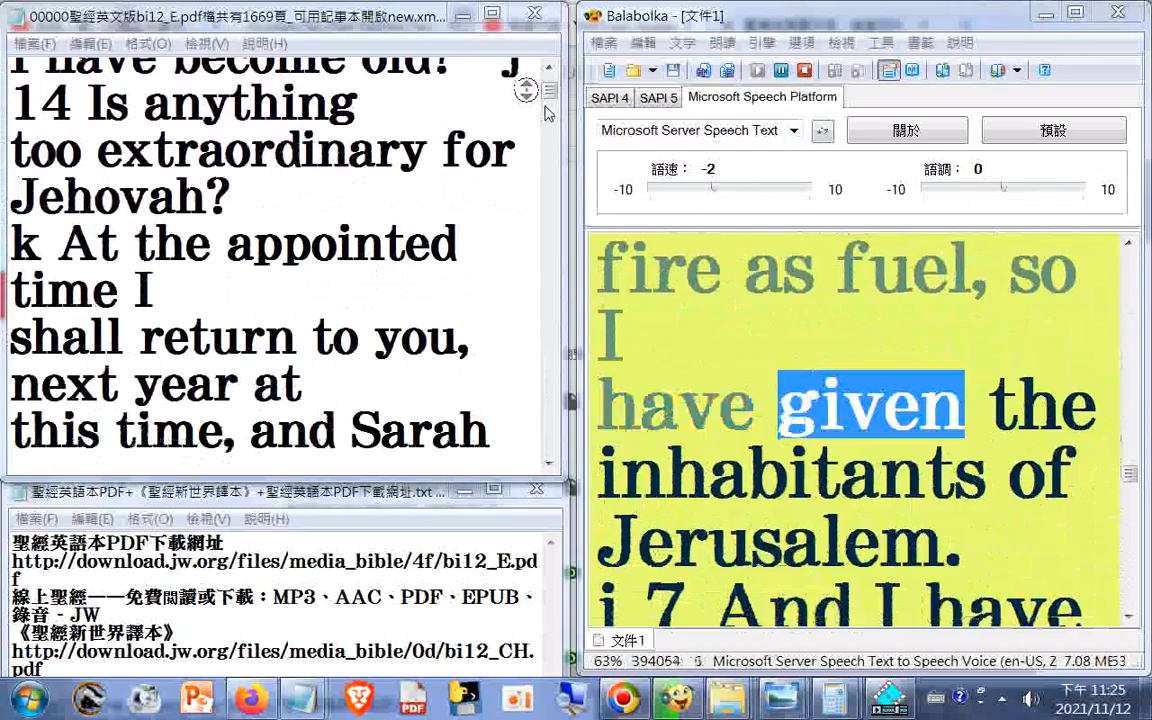 00000聖經英文版bi12_E.pdf檔共有1669頁_可用記事本開啟new.xm...
檔案(F) 編輯(E) 格式(O) 檢視(V) 說明(H)
I have become old? j
14 Is anything
too extraordinary for
Jehovah?
k At the appointed
time I
shall return to you,
next year at
this time, and Sarah
聖經英語本PDF+《聖經新世界譯本》+聖經英語本PDF下載網址.txt ...
檔案(F) 編輯(E) 格式(O) 檢視(V) 說明(H)
聖經英語本PDF下載網址
http://download.jw.org/files/media_bible/4f/bi12_E.pd
f
線上聖經——免費閱讀或下載：MP3、AAC、PDF、EPUB、
錄音 - JW
《聖經新世界譯本》
http://download.jw.org/files/media_bible/0d/bi12_CH.
pdf
Balabolka - [文件1]
檔案 編輯 文字 朗讀 引擎 選項 檢視 工具 書籤 說明
SAPI 4 SAPI 5 Microsoft Speech Platform
Microsoft Server Speech Text 關於 預設
語速： -2 語調： 0
-10 10 -10 10
fire as fuel, so
I
have given the
inhabitants of
Jerusalem.
j 7 And I have
文件1
63% 394054 Microsoft Server Speech Text to Speech Voice (en-US, Z 7.08 ME53
下午 11:25
2021/11/12